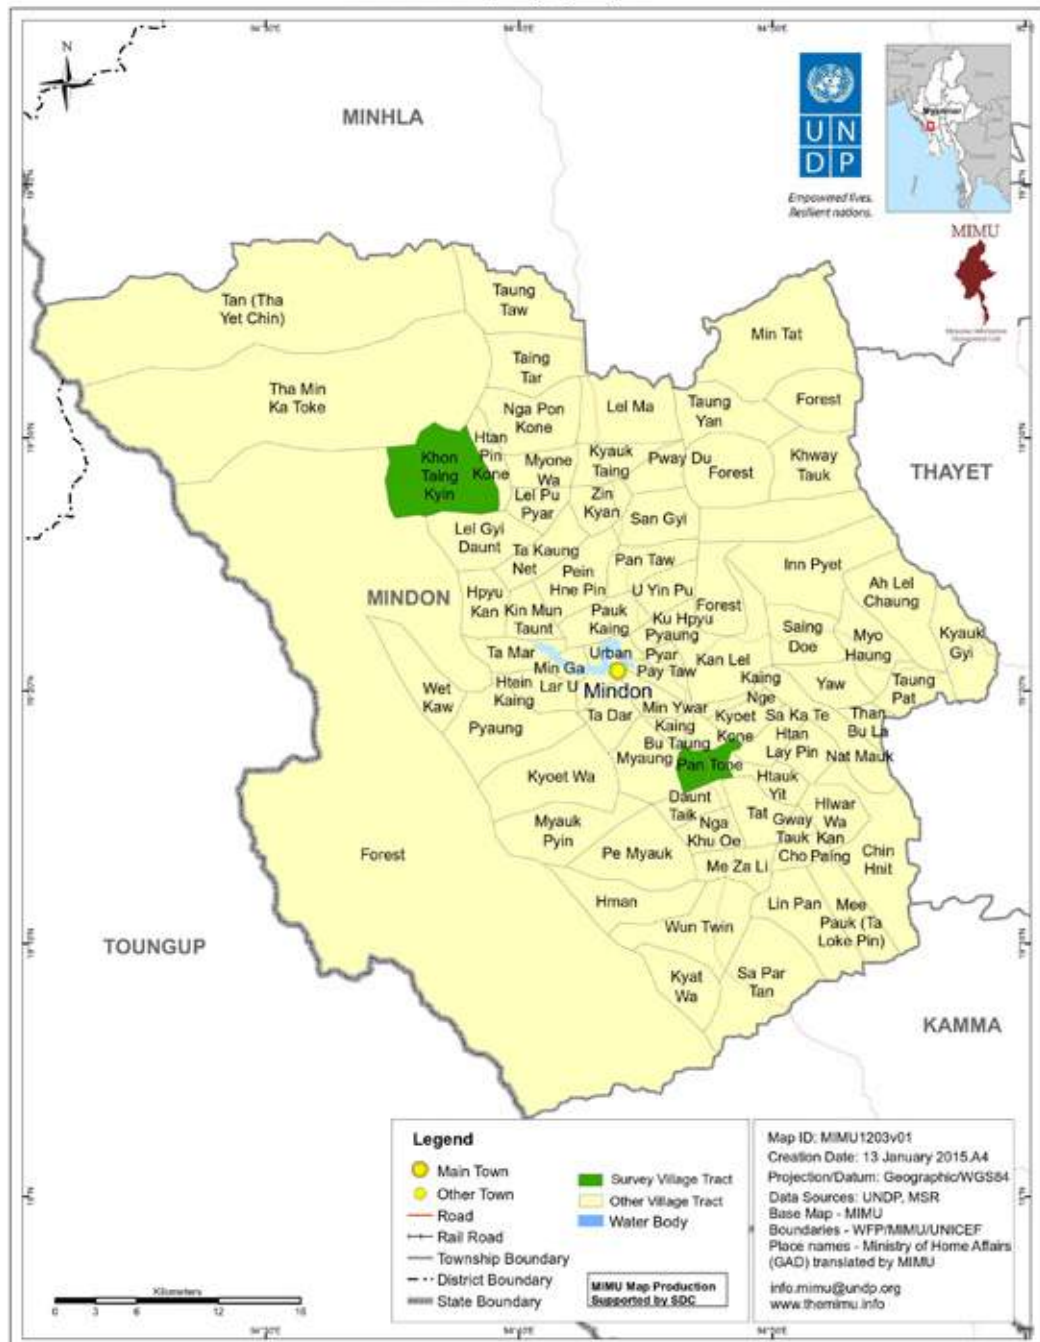 N
MINHLA
UN
DP
Empowered lives.
Resilient nations.
Myanmar
MIMU
Tan (Tha
Yet Chin)
Taung
Taw
Min Tat
Taing
Tar
Tha Min
Ka Toke
Nga Pon
Kone
Lel Ma
Taung
Yan
Forest
THAYET
Khon
Taing
Kyin
Htan
Pin
Kone
Myone
Wa
Kyauk
Taing
Pway Du
Forest
Khway
Tauk
Lel Pu
Pyar
Zin
Kyan
San Gyi
Lel Gyi
Daunt
Ta Kaung
Net
Pein
Hne Pin
Pan Taw
Inn Pyet
MINDON
Hpyu
Kan
Kin Mun
Taunt
Pauk
Kaing
U Yin Pu
Ku Hpyu
Forest
Ah Lel
Chaung
Pyaung
Pyar
Saing
Doe
Myo
Haung
Kyauk
Gyi
Ta Mar
Min Ga
Lar U
Urban
Pay Taw
Kan Lel
Mindon
Wet
Kaw
Htein
Kaing
Kaing
Nge
Yaw
Taung
Pat
Pyaung
Ta Dar
Min Ywar
Kaing
Kyoet
Kone
Sa Ka Te
Htan
Lay Pin
Than
Bu La
Bu Taung
Myaung
Pan Tone
Nat Mauk
Kyoet Wa
Htauk
Yit
Daunt
Taik
Myauk
Pyin
Nga
Khu Oe
Tat
Gway
Tauk
Hlwar
Wa
Kan
Cho Paing
Chin
Hnit
Forest
Pe Myauk
Me Za Li
Hman
Lin Pan
Mee
Pauk (Ta
Loke Pin)
Wun Twin
TOUNGUP
Kyat
Wa
Sa Par
Tan
KAMMA
Legend
Main Town
Other Town
Road
Rail Road
Township Boundary
District Boundary
State Boundary
Survey Village Tract
Other Village Tract
Water Body
MIMU Map Production
Supported by SDC
Map ID: MIMU1203v01
Creation Date: 13 January 2015.A4
Projection/Datum: Geographic/WGS84
Data Sources: UNDP, MSR
Base Map - MIMU
Boundaries - WFP/MIMU/UNICEF
Place names - Ministry of Home Affairs
(GAD) translated by MIMU
info.mimu@undp.org
www.themimu.info
Kilometers
0 3 6 12 18